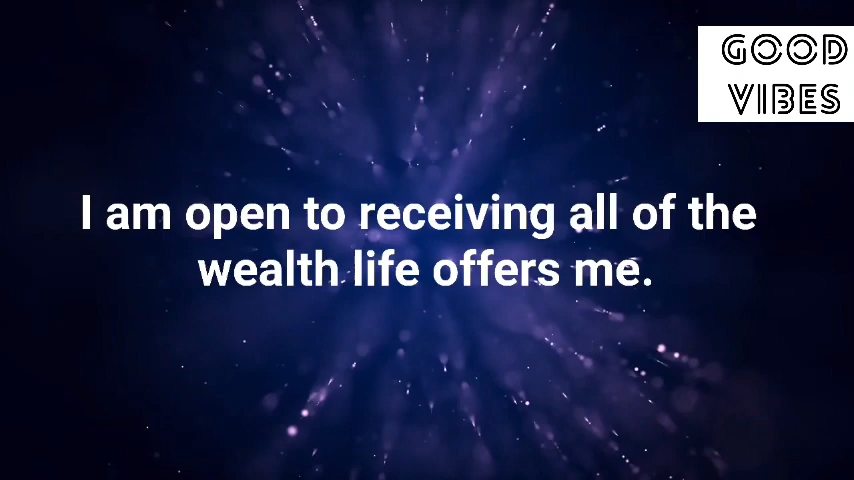 GOOD
VIBES
I am open to receiving all of the
wealth life offers me.